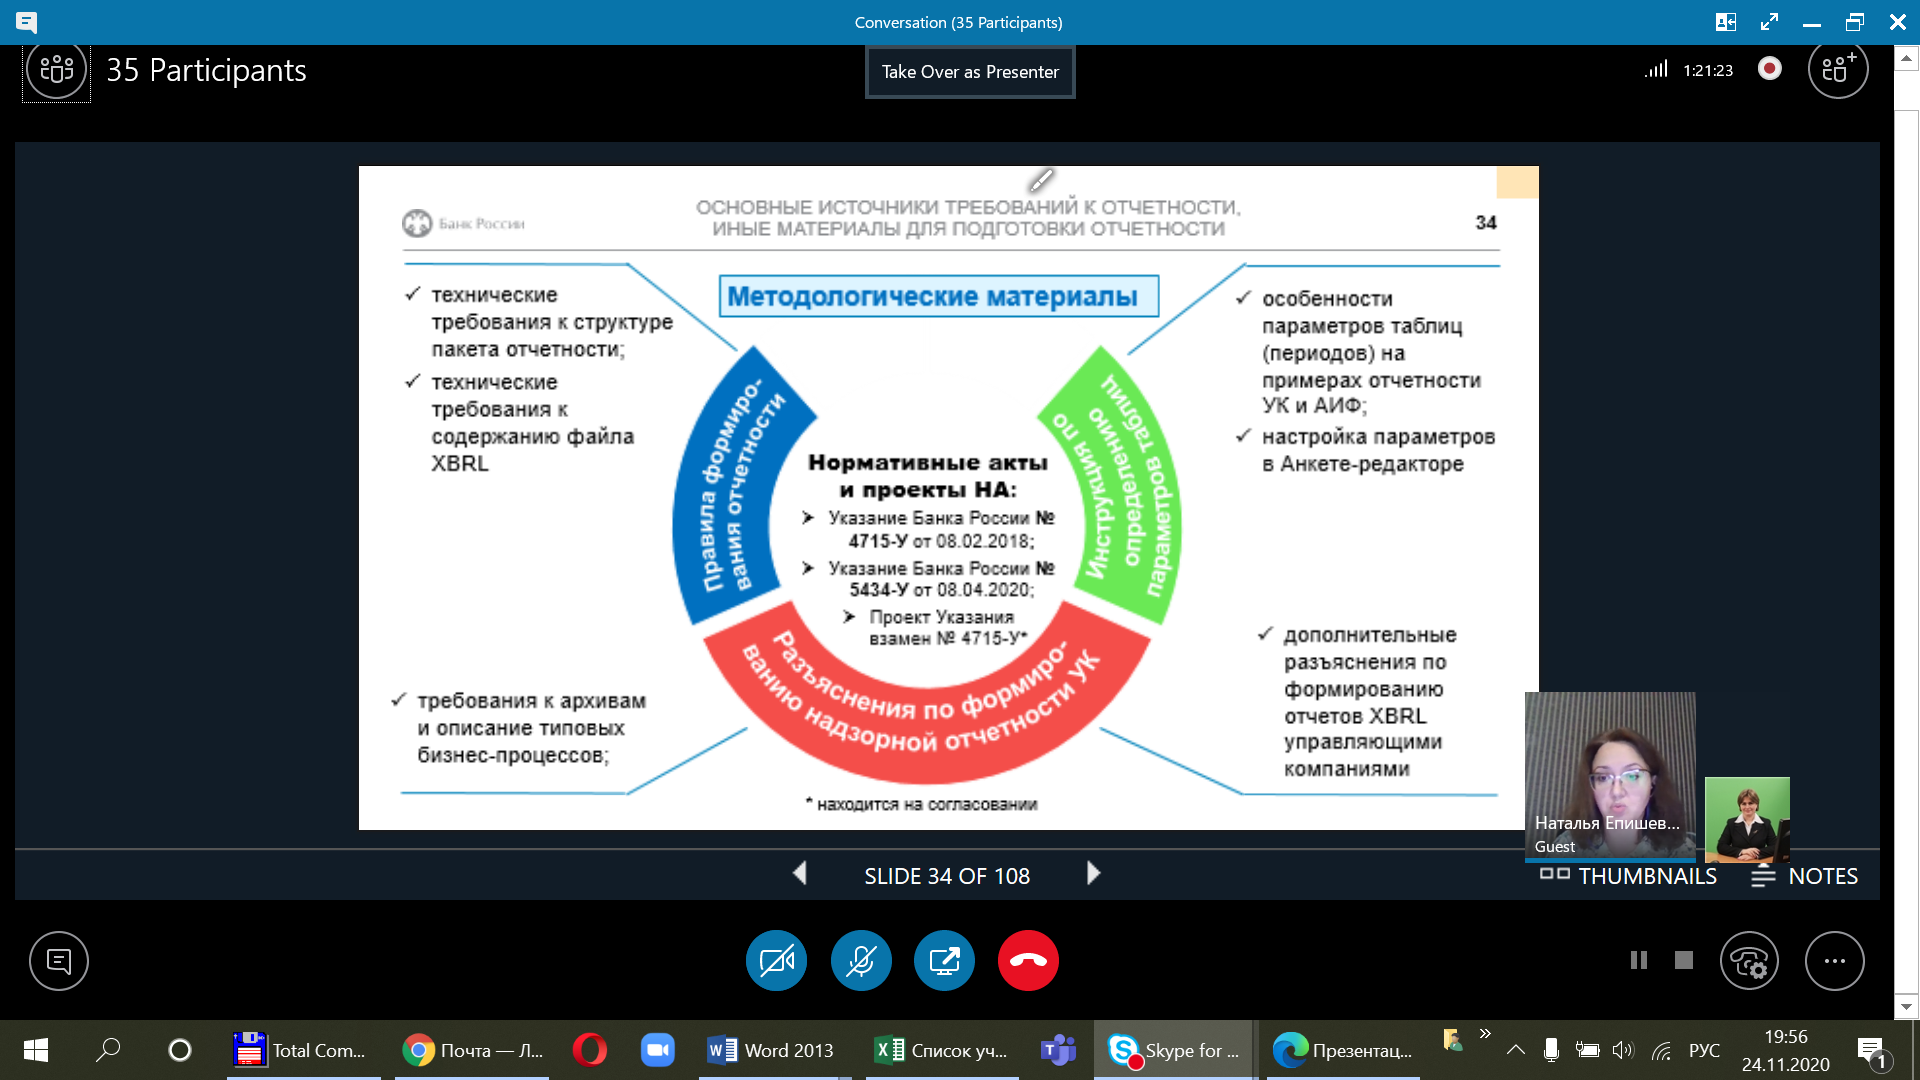 Conversation (35 Participants)
35 Participants
Take Over as Presenter
1:21:23
Банк России
ОСНОВНЫЕ ИСТОЧНИКИ ТРЕБОВАНИЙ К ОТЧЕТНОСТИ,
ИНЫЕ МАТЕРИАЛЫ ДЛЯ ПОДГОТОВКИ ОТЧЕТНОСТИ
34
Методологические материалы
✓ технические
требования к структуре
пакета отчетности;
✓ технические
требования к
содержанию файла
XBRL
✓ особенности
параметров таблиц
(периодов) на
примерах отчетности
УК и АИФ;
✓ настройка параметров
в Анкете-редакторе
Правила формиро-
вания отчетности
Инструкция по
определению
параметров таблиц
Нормативные акты
и проекты НА:
➢ Указание Банка России №
4715-У от 08.02.2018;
➢ Указание Банка России №
5434-У от 08.04.2020;
➢ Проект Указания
взамен № 4715-У*
Разъяснения по формиро-
ванию надзорной отчетности УК
✓ требования к архивам
и описание типовых
бизнес-процессов;
✓ дополнительные
разъяснения по
формированию
отчетов XBRL
управляющими
компаниями
* находится на согласовании
Наталья Епишев...
Guest
SLIDE 34 OF 108
THUMBNAILS
NOTES
Total Com...
Почта — Л...
Word 2013
Список уч...
Skype for ...
Презентац...
РУС
19:56
24.11.2020
1